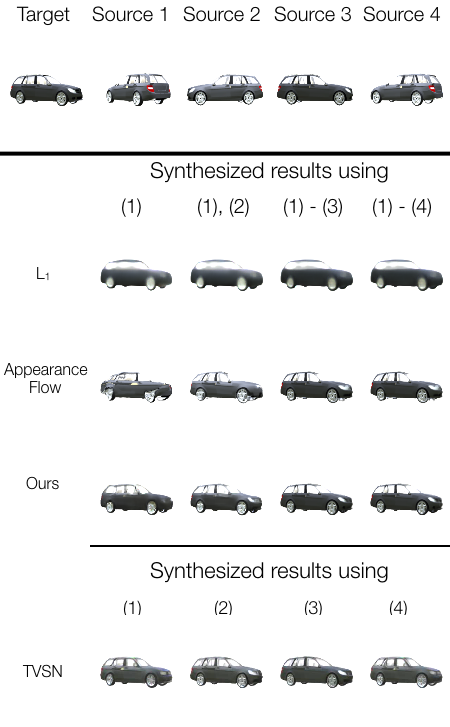 Target Source 1 Source 2 Source 3 Source 4
Synthesized results using
(1) (1), (2) (1) - (3) (1) - (4)
L₁
Appearance
Flow
Ours
Synthesized results using
(1) (2) (3) (4)
TVSN